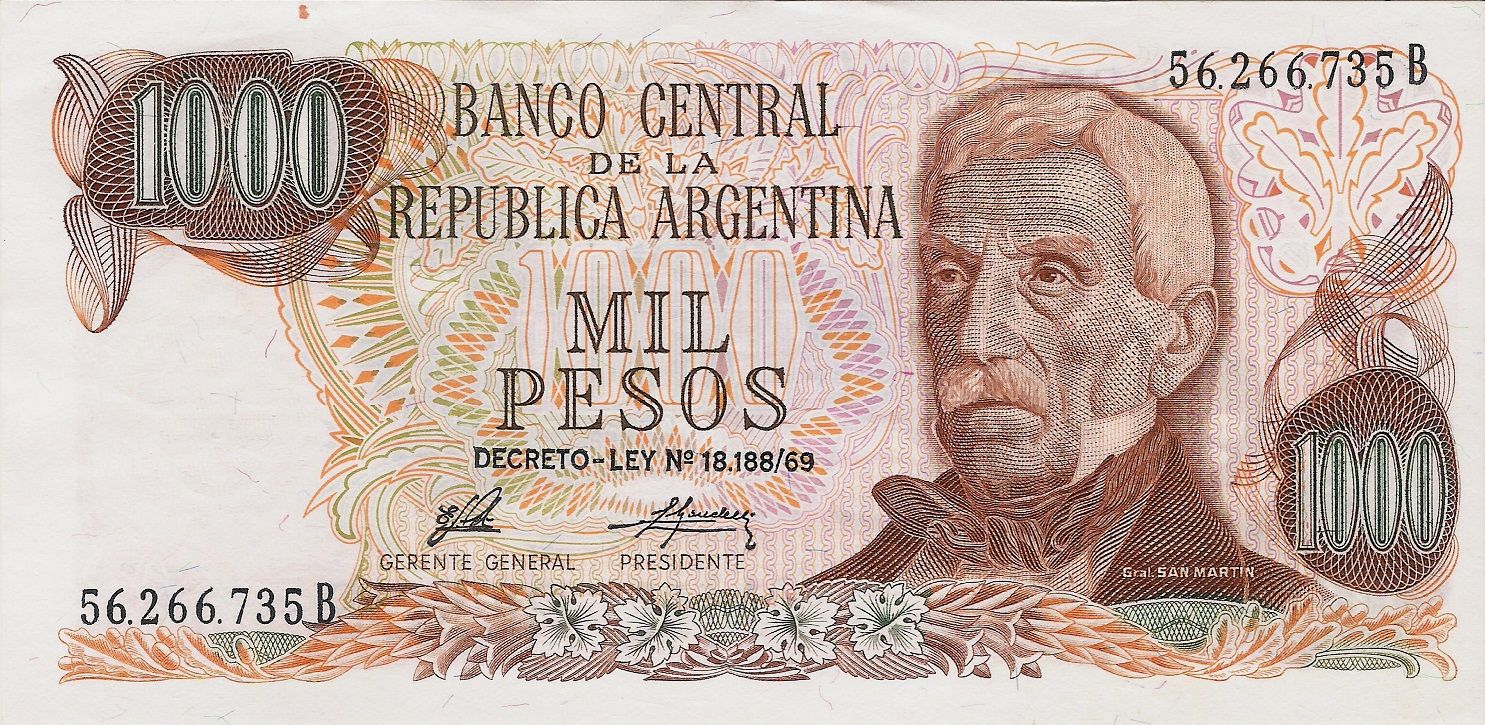 1000
56.266.735 B
BANCO CENTRAL
DE LA
REPUBLICA ARGENTINA
1000
MIL
PESOS
DECRETO-LEY Nº 18.188/69
GERENTE GENERAL PRESIDENTE
Gral. SAN MARTIN
1000
56.266.735 B